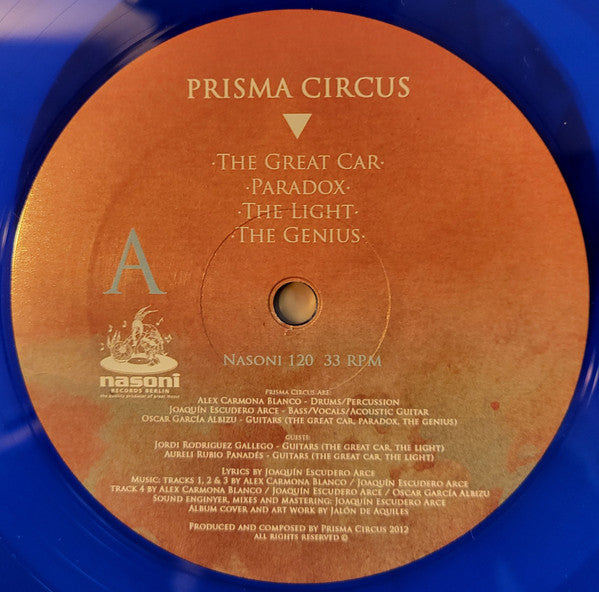 PRISMA CIRCUS
·THE GREAT CAR·
·PARADOX·
·THE LIGHT·
·THE GENIUS·
A
NASONI 120 33 RPM
nasoni
RECORDS BERLIN
the quality producer of great music
PRISMA CIRCUS ARE:
ALEX CARMONA BLANCO - DRUMS/PERCUSSION
JOAQUÍN ESCUDERO ARCE - BASS/VOCALS/ACOUSTIC GUITAR
OSCAR GARCÍA ALBIZU - GUITARS (THE GREAT CAR, PARADOX, THE GENIUS)
GUESTS
JORDI RODRIGUEZ GALLEGO - GUITARS (THE GREAT CAR, THE LIGHT)
AURELI RUBIO PANADÉS - GUITARS (THE GREAT CAR, THE LIGHT)
LYRICS BY JOAQUÍN ESCUDERO ARCE
MUSIC: TRACKS 1, 2 & 3 BY ALEX CARMONA BLANCO / JOAQUÍN ESCUDERO ARCE
TRACK 4 BY ALEX CARMONA BLANCO / JOAQUÍN ESCUDERO ARCE / OSCAR GARCÍA ALBIZU
SOUND ENGINYER, MIXES AND MASTERING: JOAQUÍN ESCUDERO ARCE
ALBUM COVER AND ART WORK BY JALÓN DE AQUILES
PRODUCED AND COMPOSED BY PRISMA CIRCUS 2012
ALL RIGHTS RESERVED ©